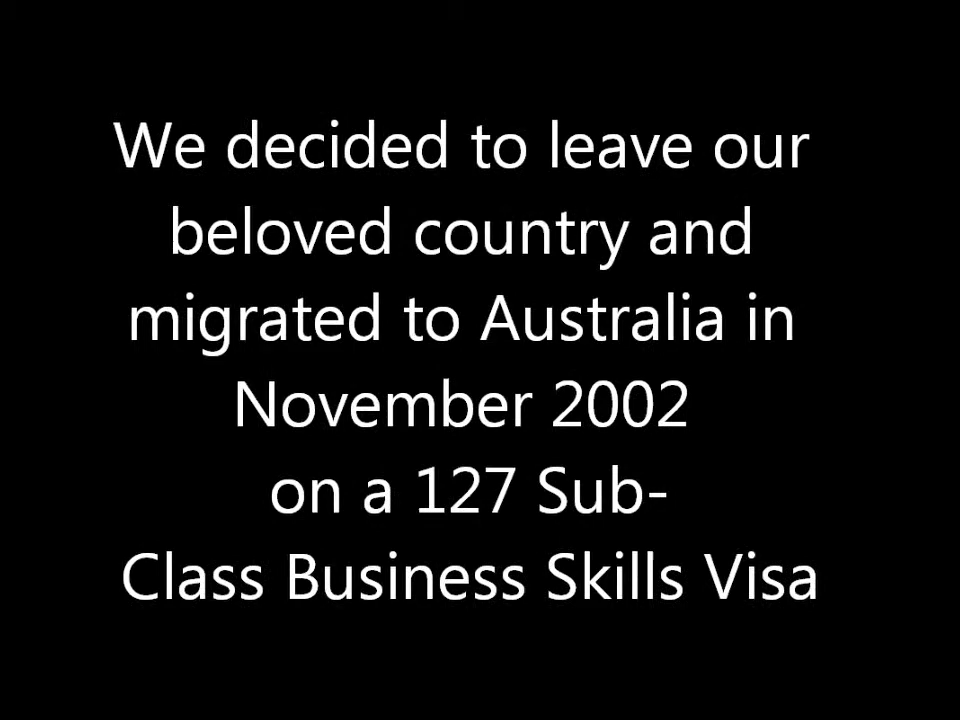 We decided to leave our
beloved country and
migrated to Australia in
November 2002
on a 127 Sub-
Class Business Skills Visa